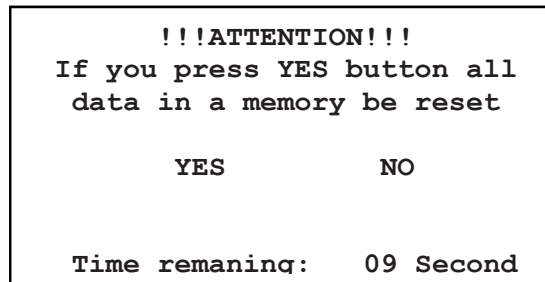 !!!ATTENTION!!!
If you press YES button all
data in a memory be reset
YES NO
Time remaning: 09 Second